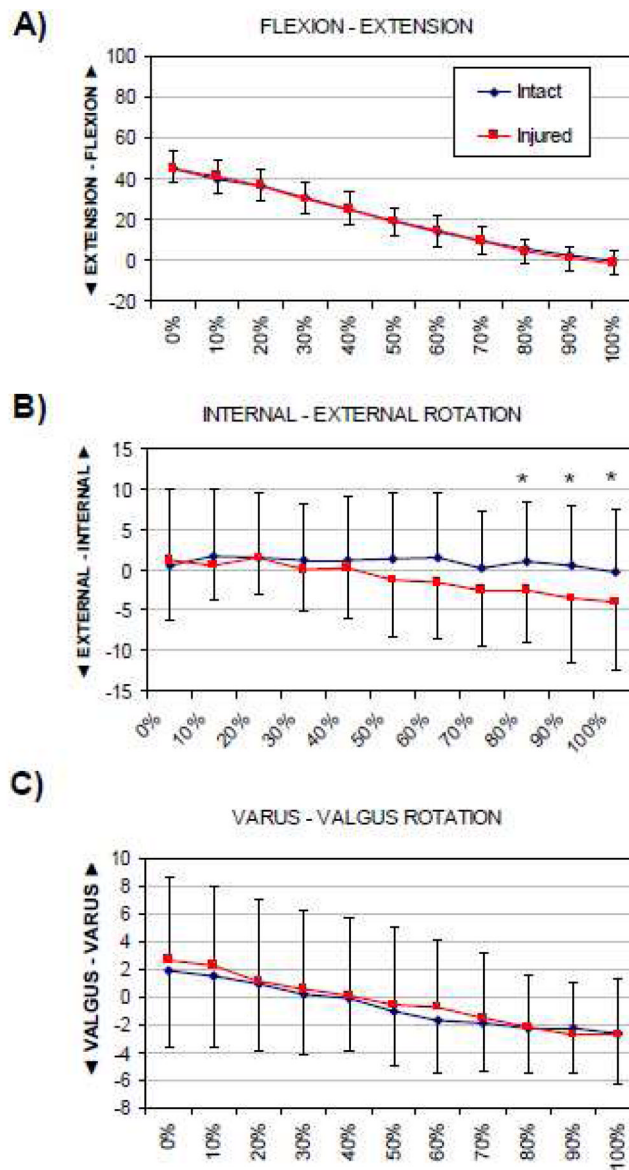 A)
FLEXION - EXTENSION
◄ EXTENSION - FLEXION ►
100
80
60
40
20
0
-20
Intact
Injured
0% 10% 20% 30% 40% 50% 60% 70% 80% 90% 100%
B)
INTERNAL - EXTERNAL ROTATION
◄ EXTERNAL - INTERNAL ►
15
10
5
0
-5
-10
-15
* * *
0% 10% 20% 30% 40% 50% 60% 70% 80% 90% 100%
C)
VARUS - VALGUS ROTATION
◄ VALGUS - VARUS ►
10
8
6
4
2
0
-2
-4
-6
-8
0% 10% 20% 30% 40% 50% 60% 70% 80% 90% 100%